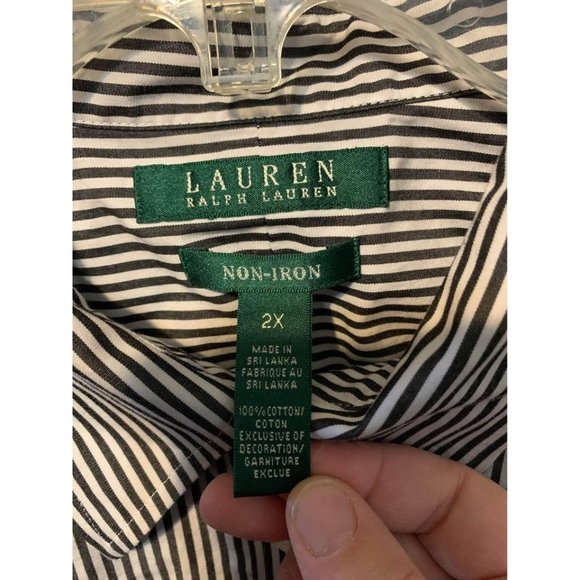 LAUREN
RALPH LAUREN
NON-IRON
2X
MADE IN
SRI LANKA
FABRIQUE AU
SRI LANKA
100% COTTON/
COTON
EXCLUSIVE OF
DECORATION/
GARNITURE
EXCLUE